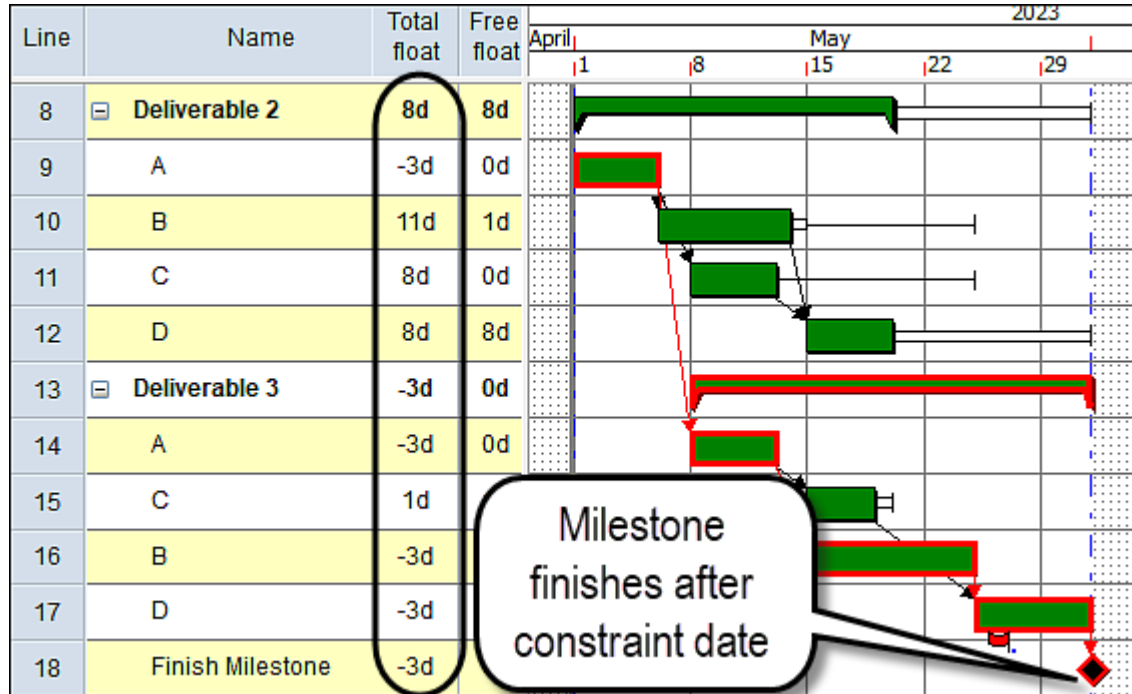 Line Name Total float Free float 2023
April May
1 8 15 22 29
8 Deliverable 2 8d 8d
9 A -3d 0d
10 B 11d 1d
11 C 8d 0d
12 D 8d 8d
13 Deliverable 3 -3d 0d
14 A -3d 0d
15 C 1d
16 B -3d
17 D -3d
18 Finish Milestone -3d
Milestone
finishes after
constraint date